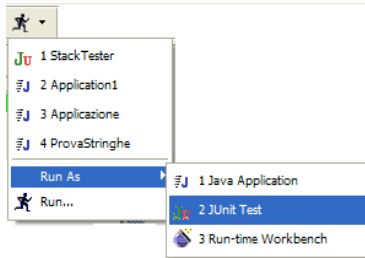 1 StackTester
2 Application1
3 Applicazione
4 ProvaStringhe
Run As
1 Java Application
2 JUnit Test
Run...
3 Run-time Workbench